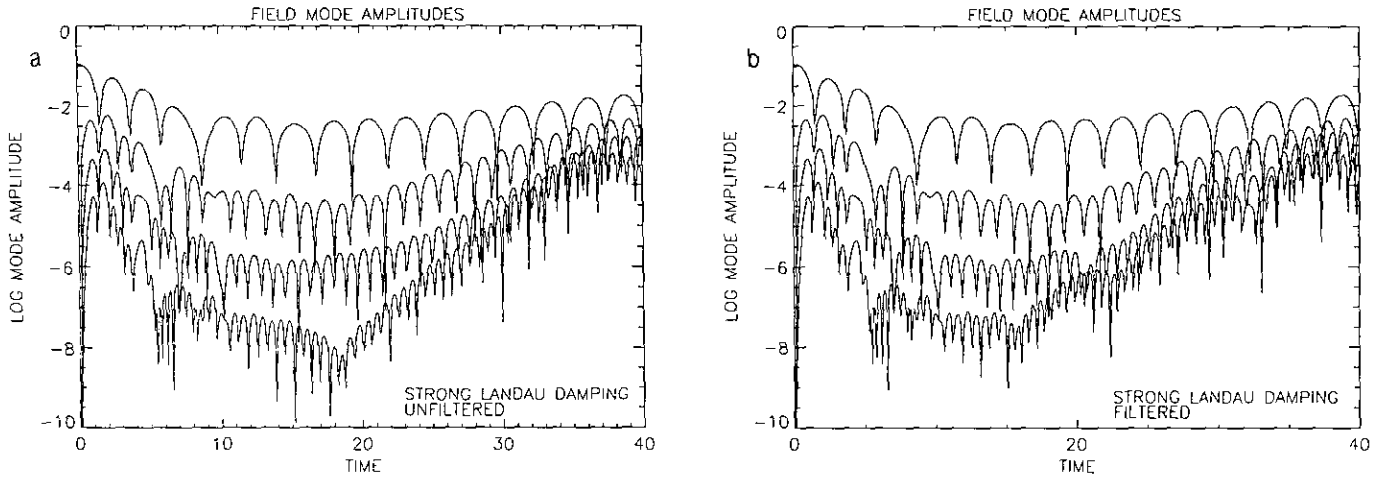 FIELD MODE AMPLITUDES
a
0
-2
-4
-6
-8
-10
LOG MODE AMPLITUDE
STRONG LANDAU DAMPING
UNFILTERED
0 10 20 30 40
TIME
FIELD MODE AMPLITUDES
b
0
-2
-4
-6
-8
-10
LOG MODE AMPLITUDE
STRONG LANDAU DAMPING
FILTERED
0 20 40
TIME